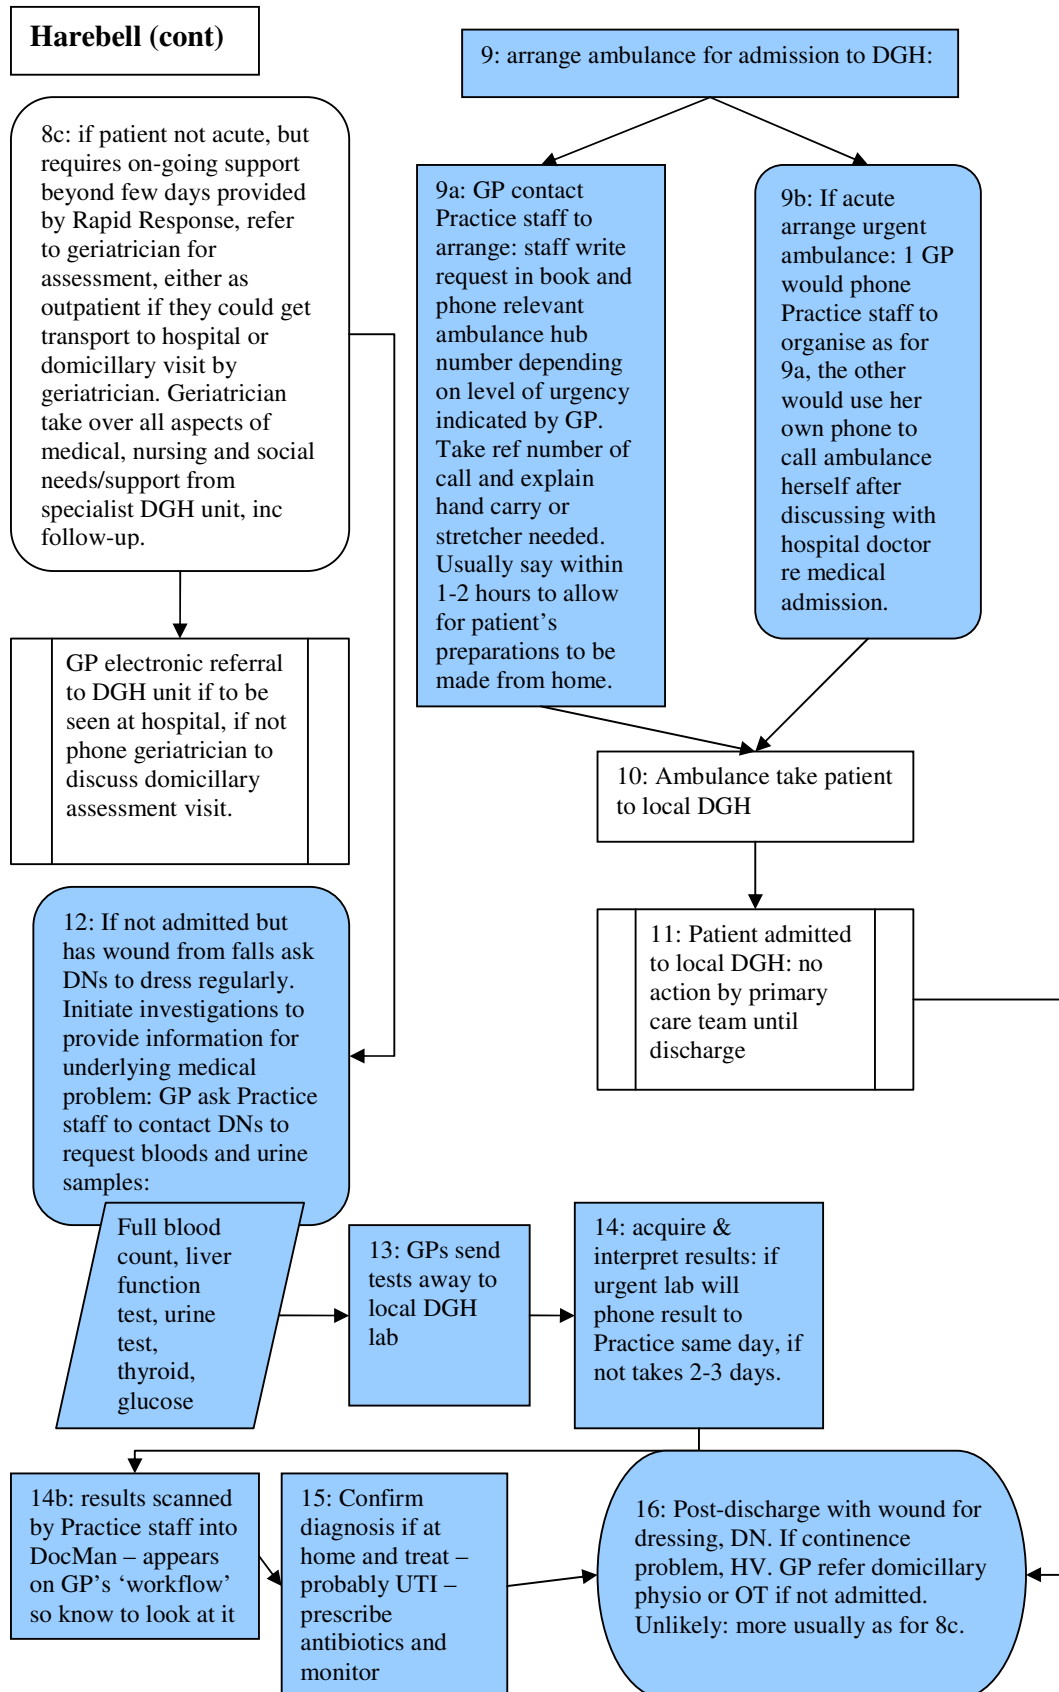 Harebell (cont)
9: arrange ambulance for admission to DGH:
8c: if patient not acute, but
requires on-going support
beyond few days provided
by Rapid Response, refer
to geriatrician for
assessment, either as
outpatient if they could get
transport to hospital or
domicillary visit by
geriatrician. Geriatrician
take over all aspects of
medical, nursing and social
needs/support from
specialist DGH unit, inc
follow-up.
9a: GP contact
Practice staff to
arrange: staff write
request in book and
phone relevant
ambulance hub
number depending
on level of urgency
indicated by GP.
Take ref number of
call and explain
hand carry or
stretcher needed.
Usually say within
1-2 hours to allow
for patient’s
preparations to be
made from home.
9b: If acute
arrange urgent
ambulance: 1 GP
would phone
Practice staff to
organise as for
9a, the other
would use her
own phone to
call ambulance
herself after
discussing with
hospital doctor
re medical
admission.
GP electronic referral
to DGH unit if to be
seen at hospital, if not
phone geriatrician to
discuss domicillary
assessment visit.
10: Ambulance take patient
to local DGH
11: Patient admitted
to local DGH: no
action by primary
care team until
discharge
12: If not admitted but
has wound from falls ask
DNs to dress regularly.
Initiate investigations to
provide information for
underlying medical
problem: GP ask Practice
staff to contact DNs to
request bloods and urine
samples:
Full blood
count, liver
function
test, urine
test,
thyroid,
glucose
13: GPs send
tests away to
local DGH
lab
14: acquire &
interpret results: if
urgent lab will
phone result to
Practice same day, if
not takes 2-3 days.
14b: results scanned
by Practice staff into
DocMan – appears
on GP’s ‘workflow’
so know to look at it
15: Confirm
diagnosis if at
home and treat –
probably UTI –
prescribe
antibiotics and
monitor
16: Post-discharge with wound for
dressing, DN. If continence
problem, HV. GP refer domicillary
physio or OT if not admitted.
Unlikely: more usually as for 8c.